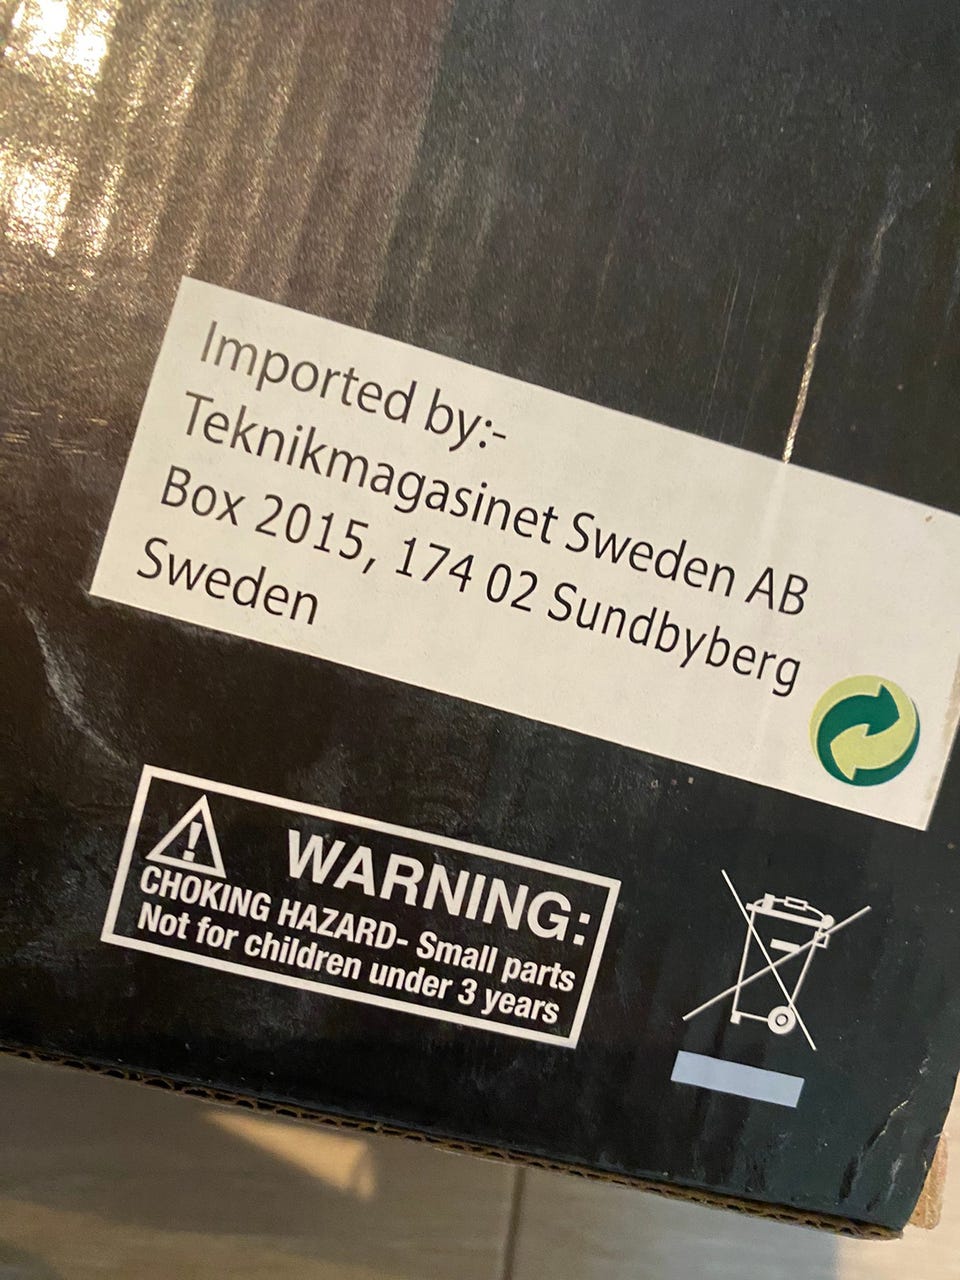 Imported by:-
Teknikmagasinet Sweden AB
Box 2015, 174 02 Sundbyberg
Sweden
WARNING:
CHOKING HAZARD- Small parts
Not for children under 3 years